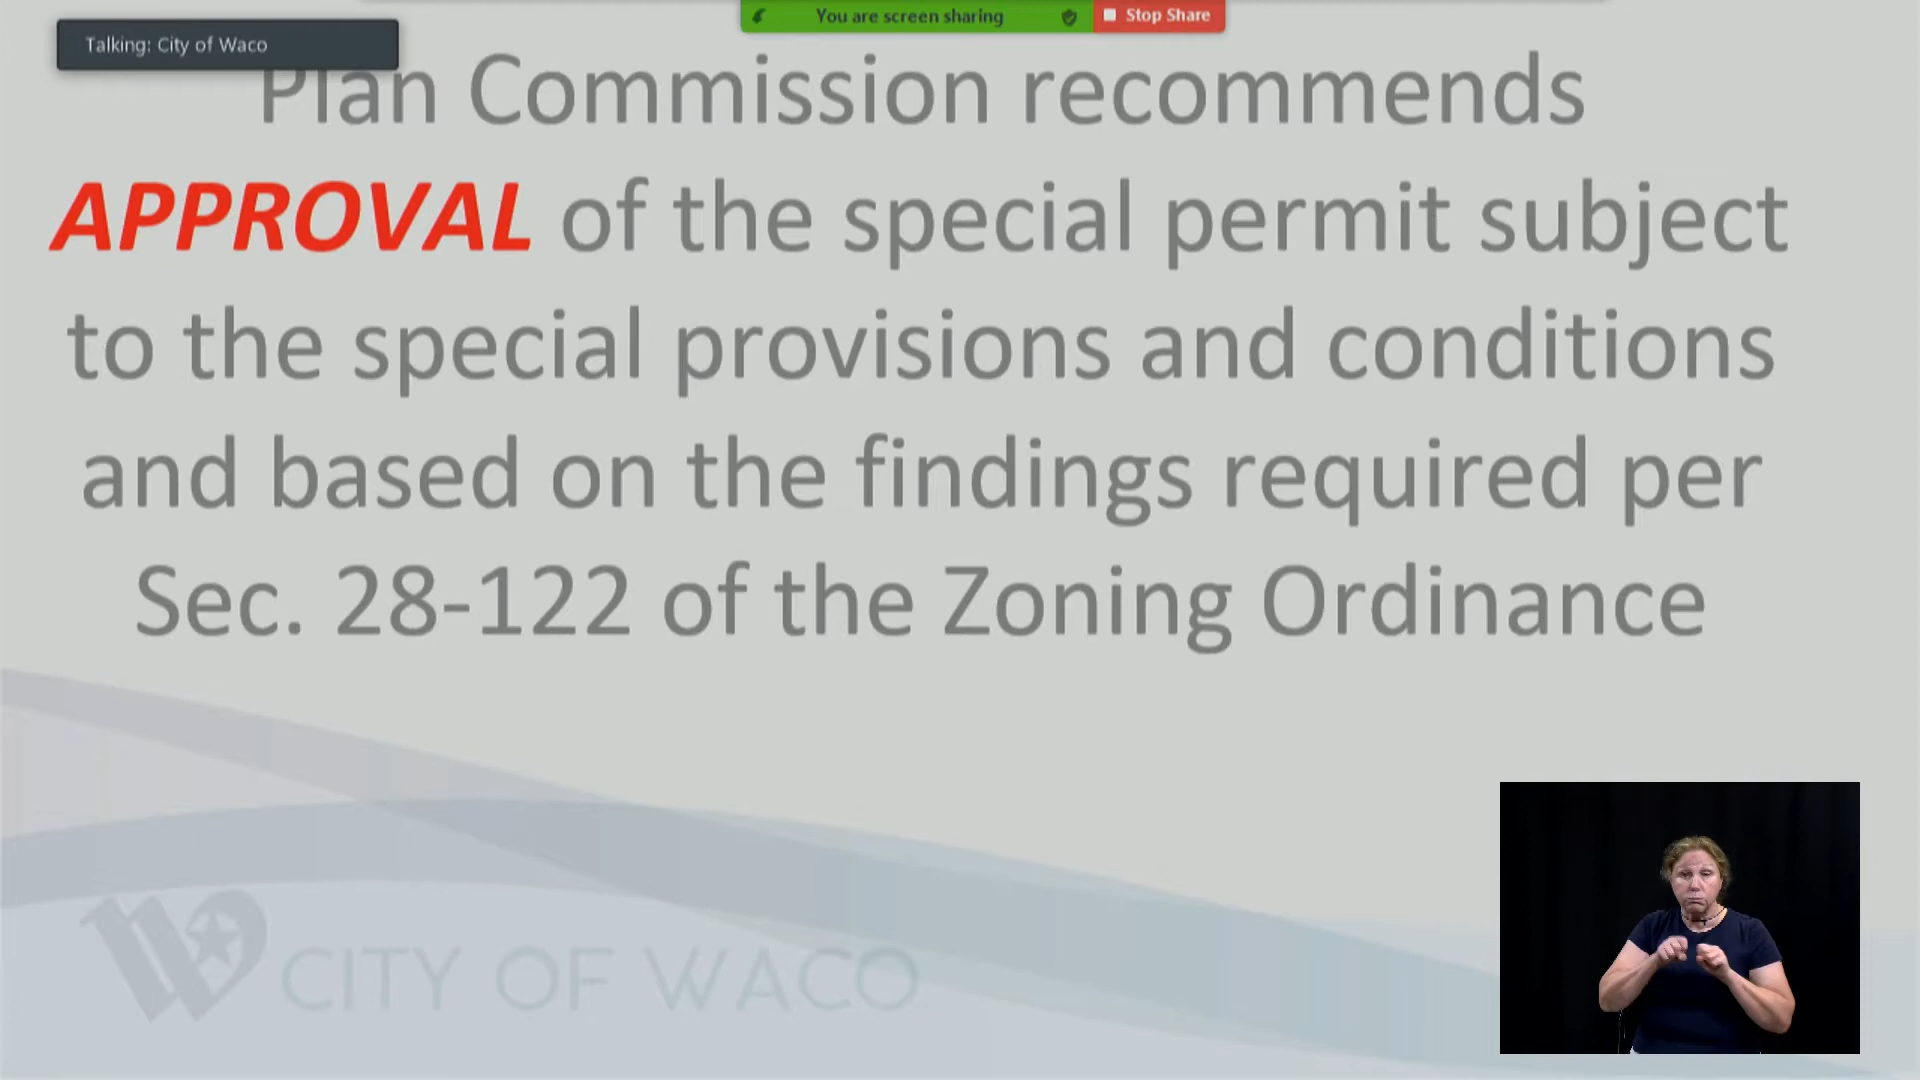 You are screen sharing
Stop Share
Talking: City of Waco
Plan Commission recommends
APPROVAL of the special permit subject
to the special provisions and conditions
and based on the findings required per
Sec. 28-122 of the Zoning Ordinance
CITY OF WACO